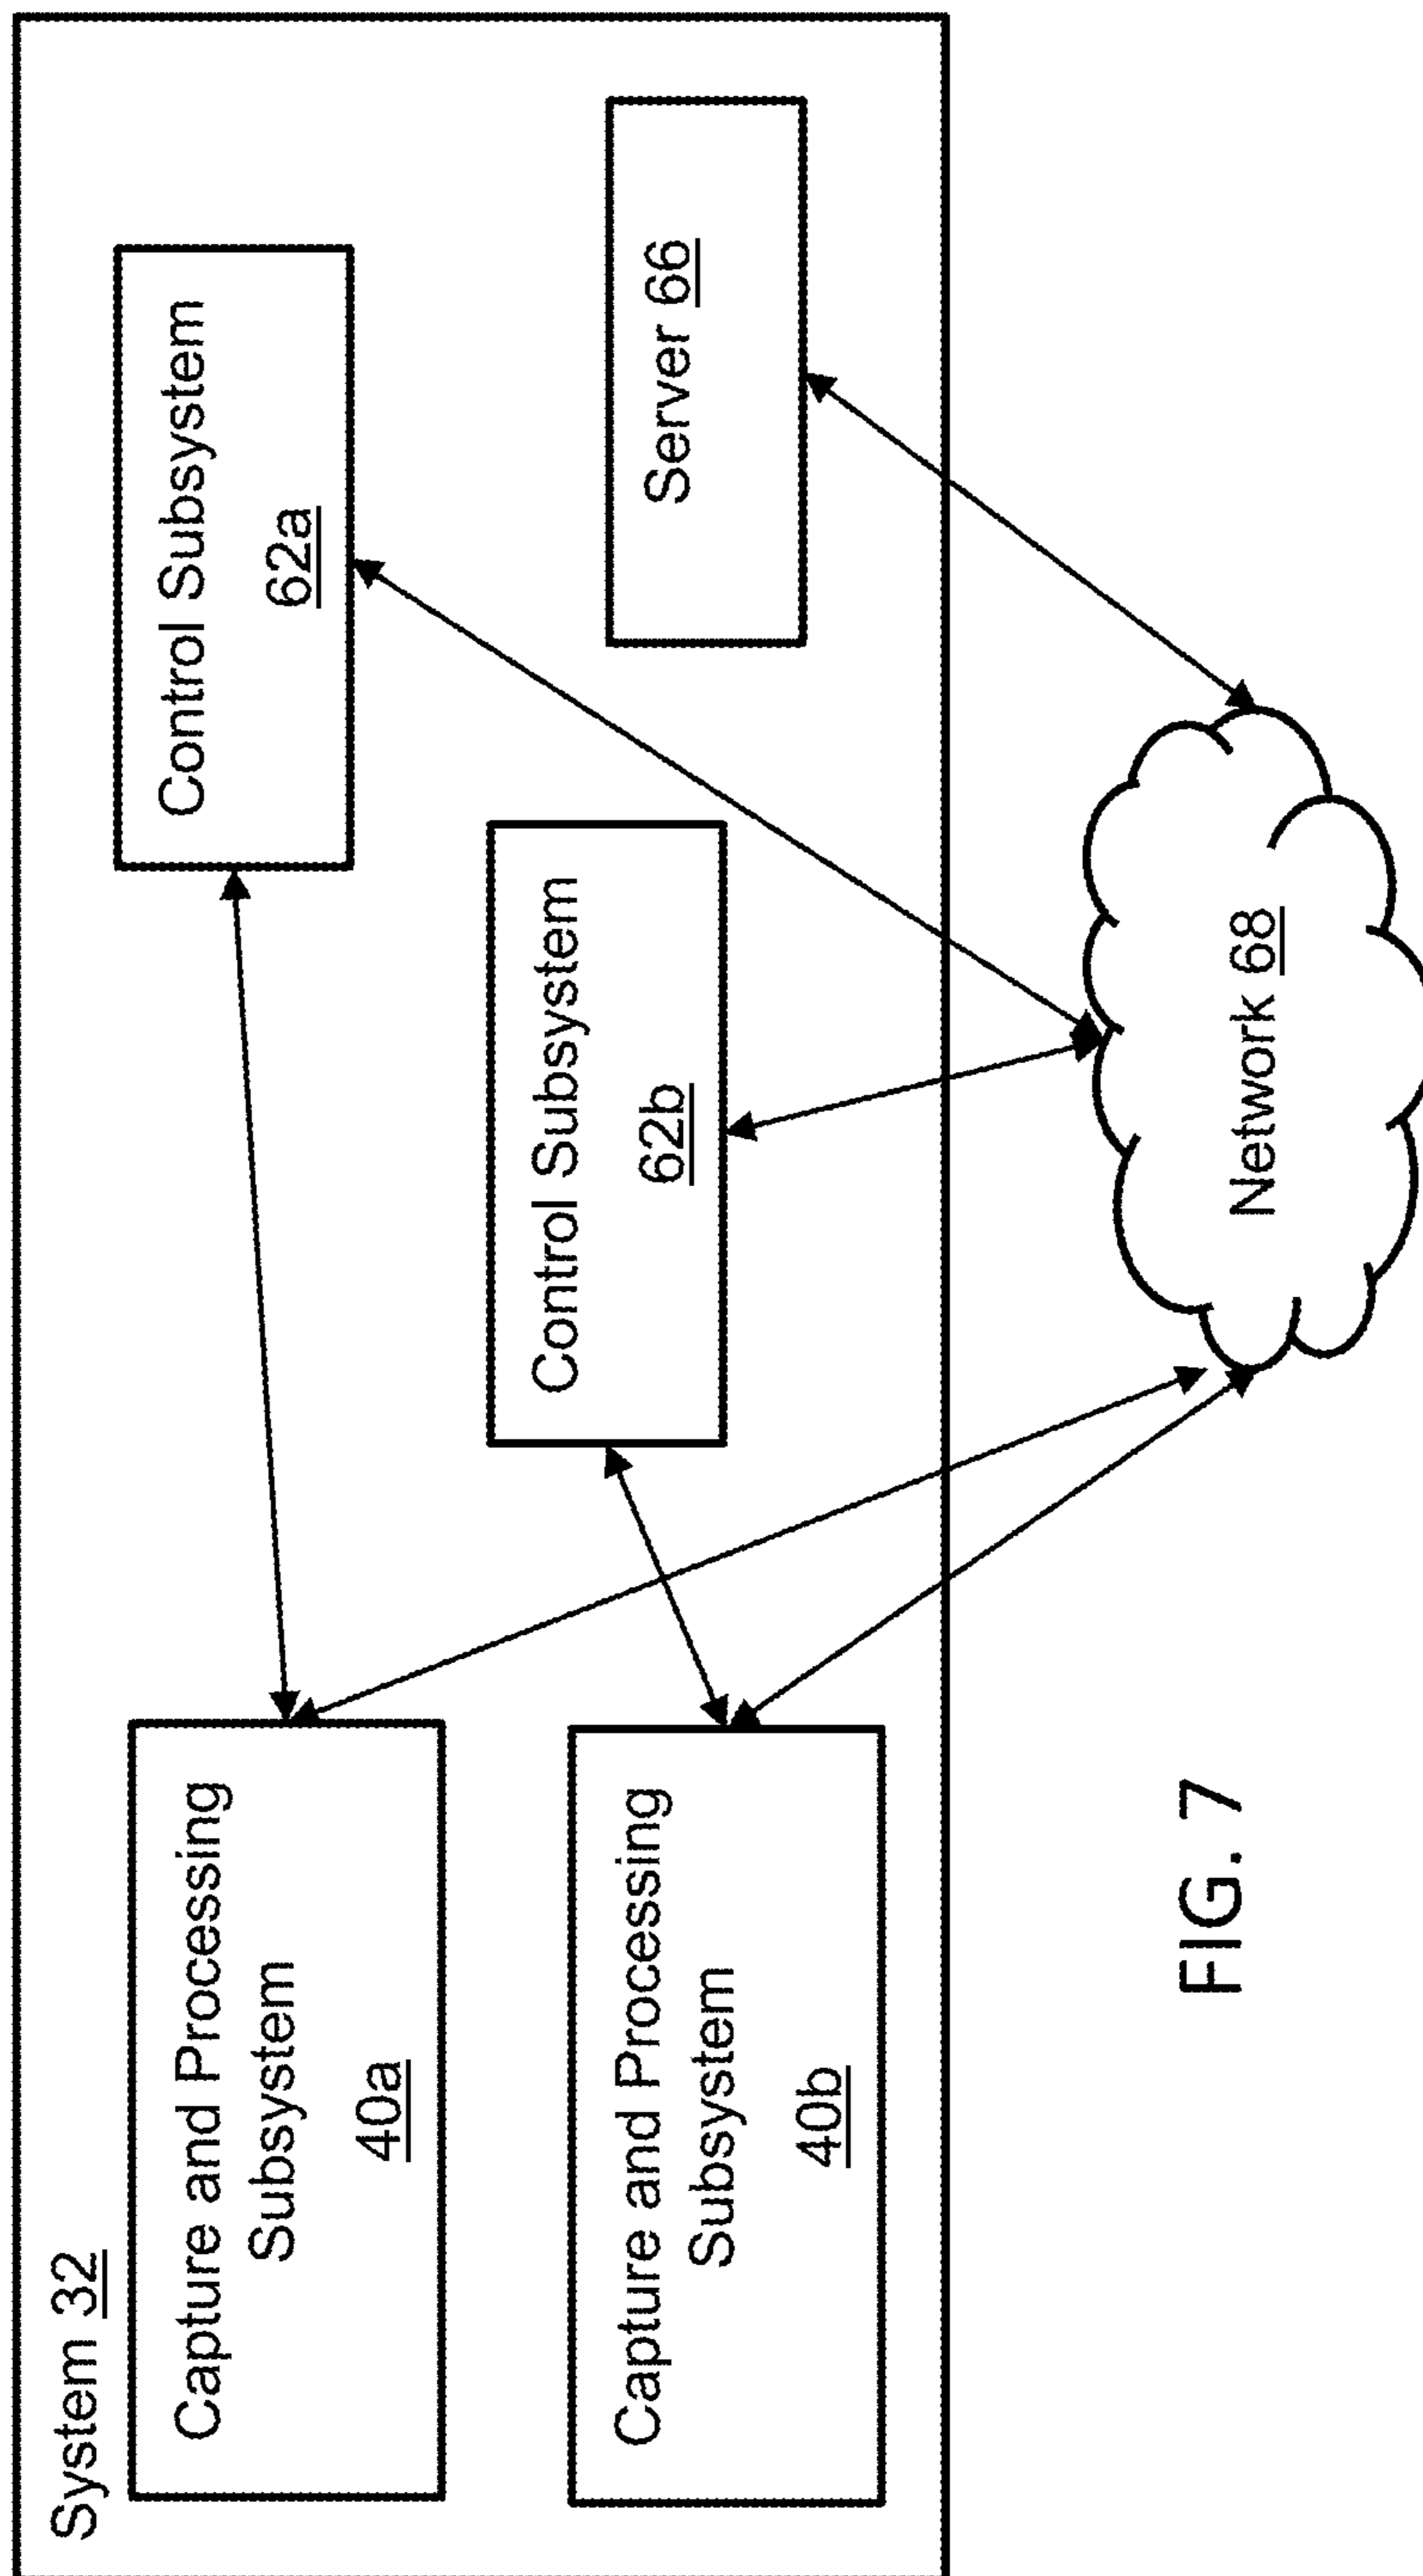 System 32
Capture and Processing
Subsystem
40a
Control Subsystem
62a
Capture and Processing
Subsystem
40b
Control Subsystem
62b
Server 66
Network 68
FIG. 7